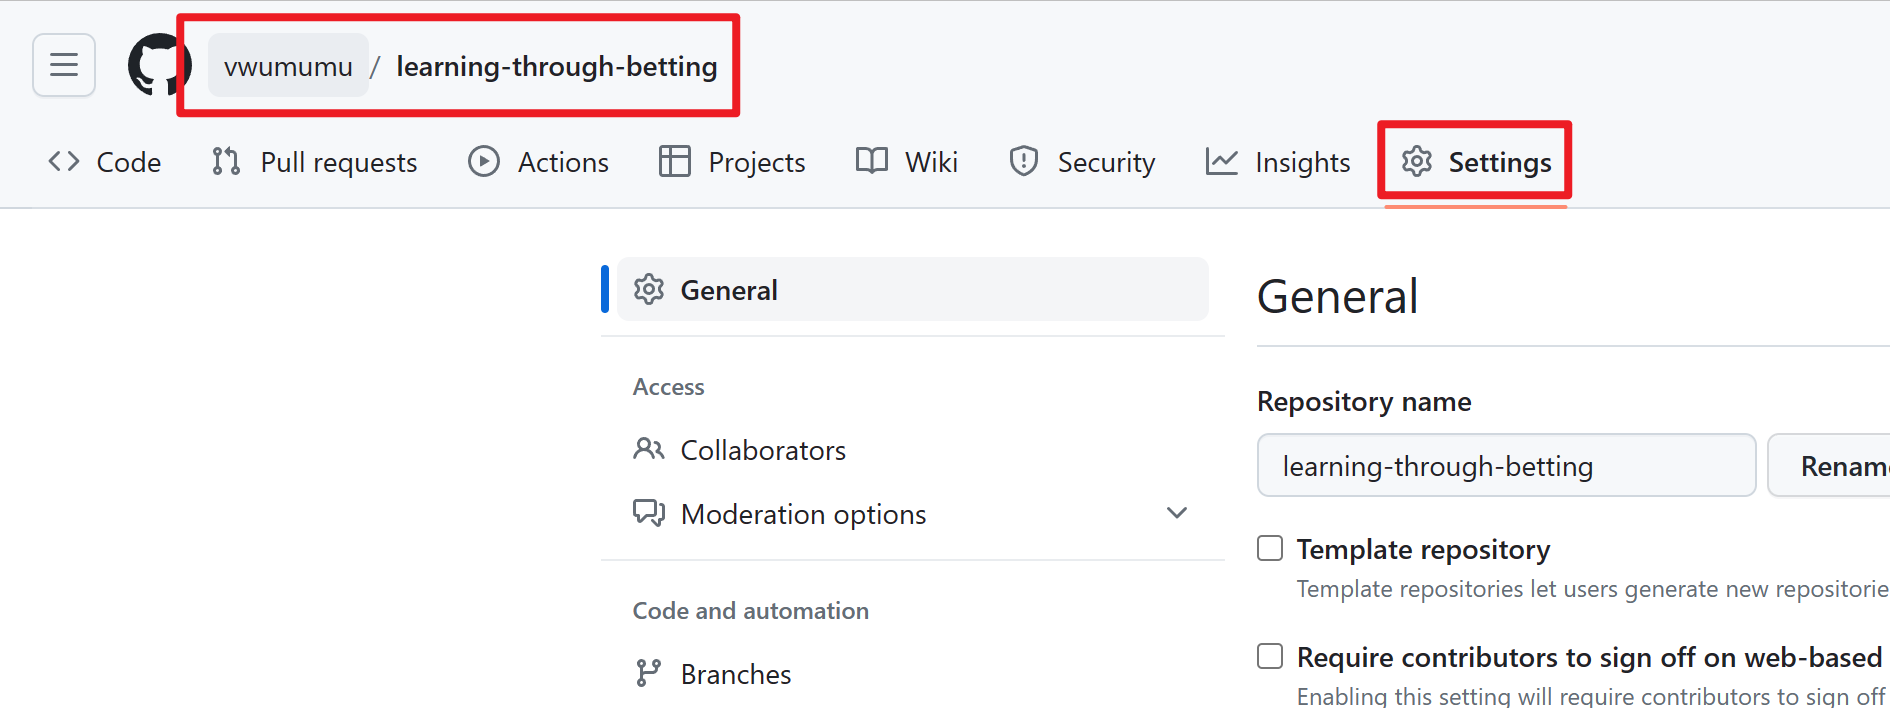 vwumumu / learning-through-betting
Code Pull requests Actions Projects Wiki Security Insights Settings
General
Access
Collaborators
Moderation options
Code and automation
Branches
General
Repository name
learning-through-betting
Template repository
Template repositories let users generate new
Require contributors to sign off on web-based
Enabling this setting will require contributors to sign off